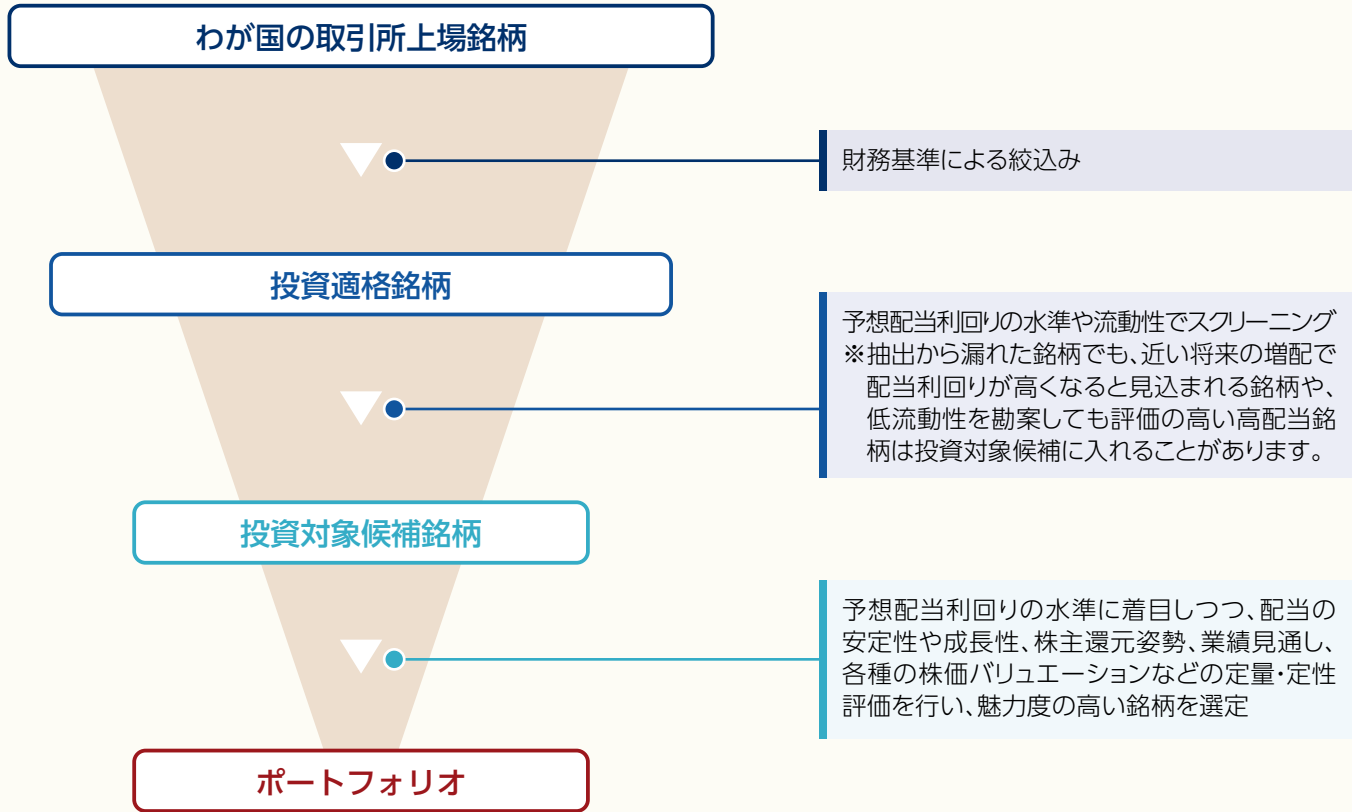 わが国の取引所上場銘柄
財務基準による絞込み
投資適格銘柄
予想配当利回りの水準や流動性でスクリーニング
※抽出から漏れた銘柄でも、近い将来の増配で
配当利回りが高くなると見込まれる銘柄や、
低流動性を勘案しても評価の高い高配当銘
柄は投資対象候補に入れることがあります。
投資対象候補銘柄
予想配当利回りの水準に着目しつつ、配当の
安定性や成長性、株主還元姿勢、業績見通し、
各種の株価バリュエーションなどの定量・定性
評価を行い、魅力度の高い銘柄を選定
ポートフォリオ